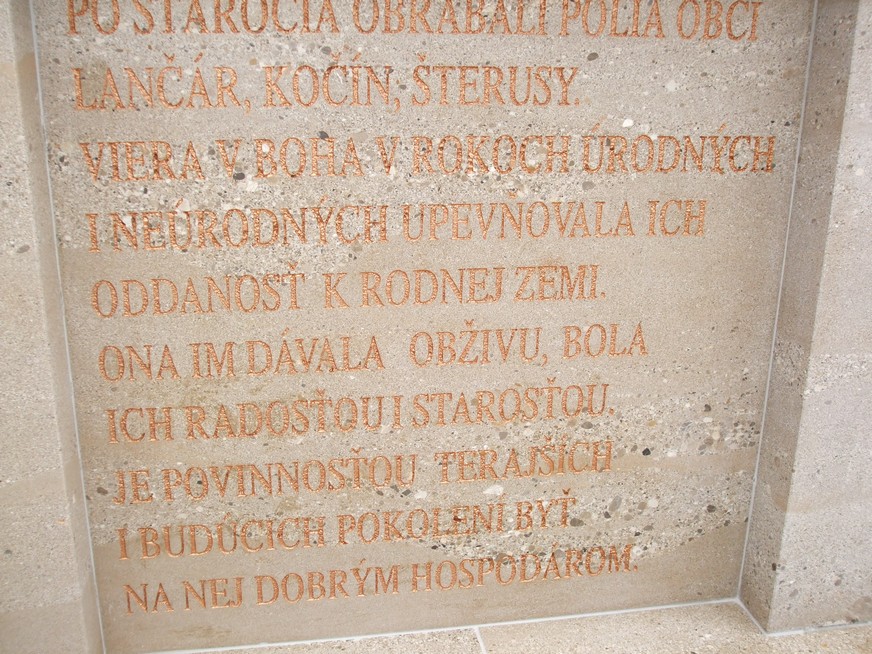 PO STÁROČIA OBRÁBALI POLIA OBCÍ
LANČÁR, KOČÍN, ŠTERUSY.
VIERA V BOHA V ROKOCH ÚRODNÝCH
I NEÚRODNÝCH UPEVŇOVALA ICH
ODDANOSŤ K RODNEJ ZEMI.
ONA IM DÁVALA OBŽIVU, BOLA
ICH RADOSŤOU I STAROSŤOU.
JE POVINNOSŤOU TERAJŠÍCH
I BUDÚCICH POKOLENÍ BYŤ
NA NEJ DOBRÝM HOSPODÁROM.